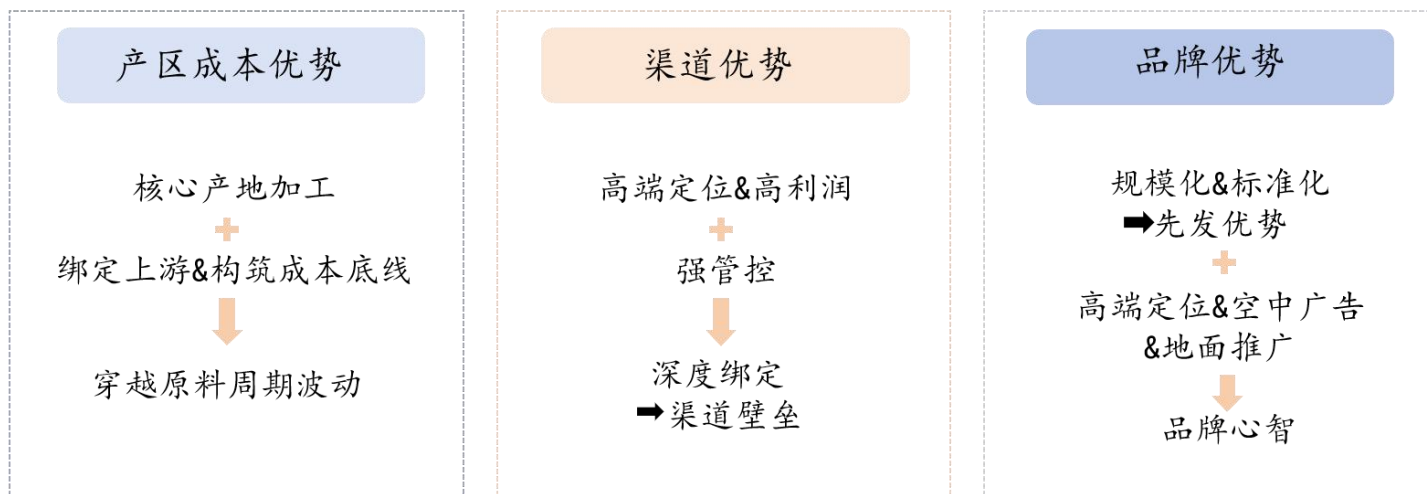 产区成本优势
核心产地加工
绑定上游&构筑成本底线
穿越原料周期波动
渠道优势
高端定位&高利润
强管控
深度绑定
➡渠道壁垒
品牌优势
规模化&标准化
➡先发优势
高端定位&空中广告
&地面推广
品牌心智